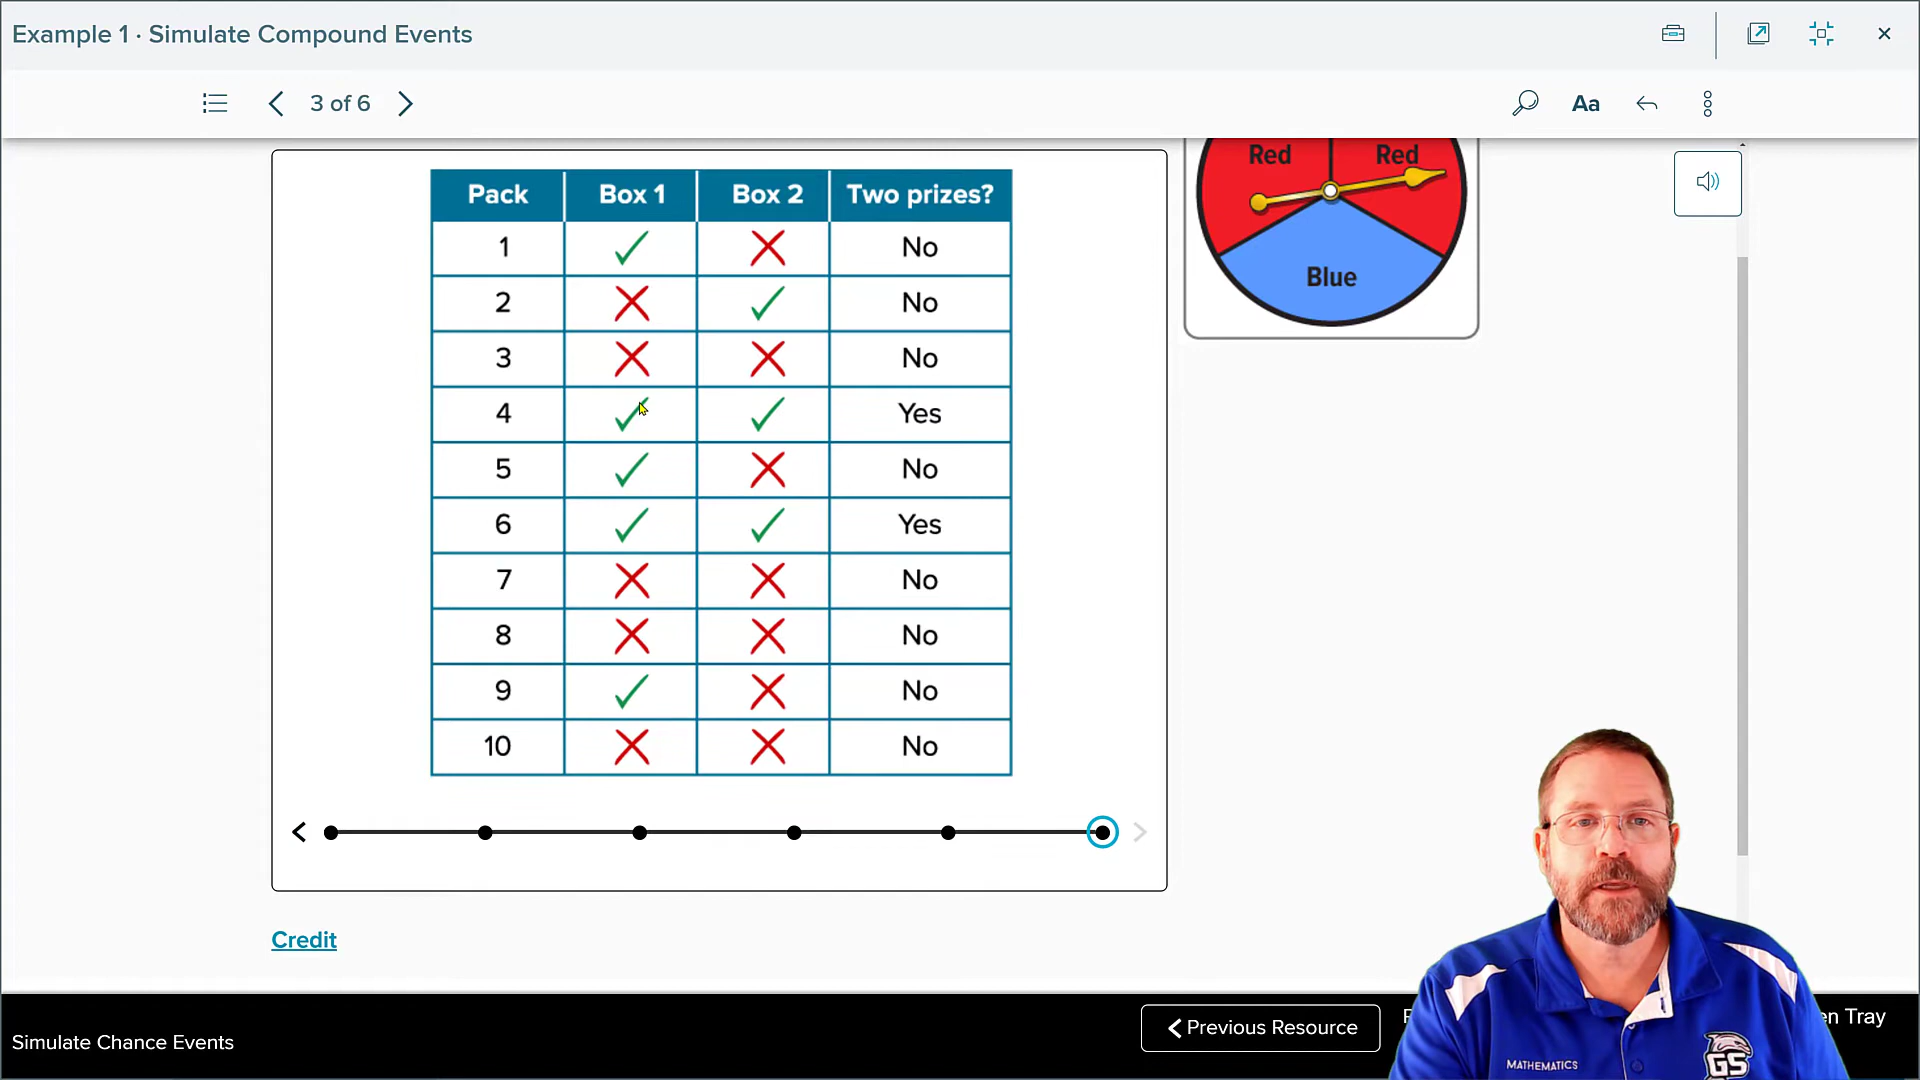 Example 1 · Simulate Compound Events
3 of 6
Aa
Pack Box 1 Box 2 Two prizes?
1 No
2 No
3 No
4 Yes
5 No
6 Yes
7 No
8 No
9 No
10 No
Red Red
Blue
Credit
Simulate Chance Events
Previous Resource
en Tray
MATHEMATICS
GS